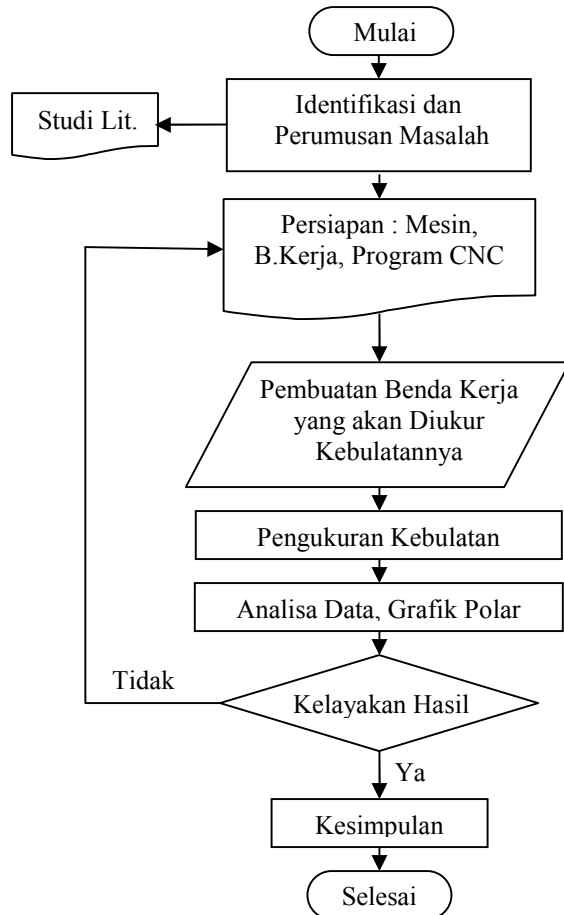 Mulai
Identifikasi dan
Perumusan Masalah
Studi Lit.
Persiapan : Mesin,
B.Kerja, Program CNC
Pembuatan Benda Kerja
yang akan Diukur
Kebulatannya
Pengukuran Kebulatan
Analisa Data, Grafik Polar
Tidak
Kelayakan Hasil
Ya
Kesimpulan
Selesai